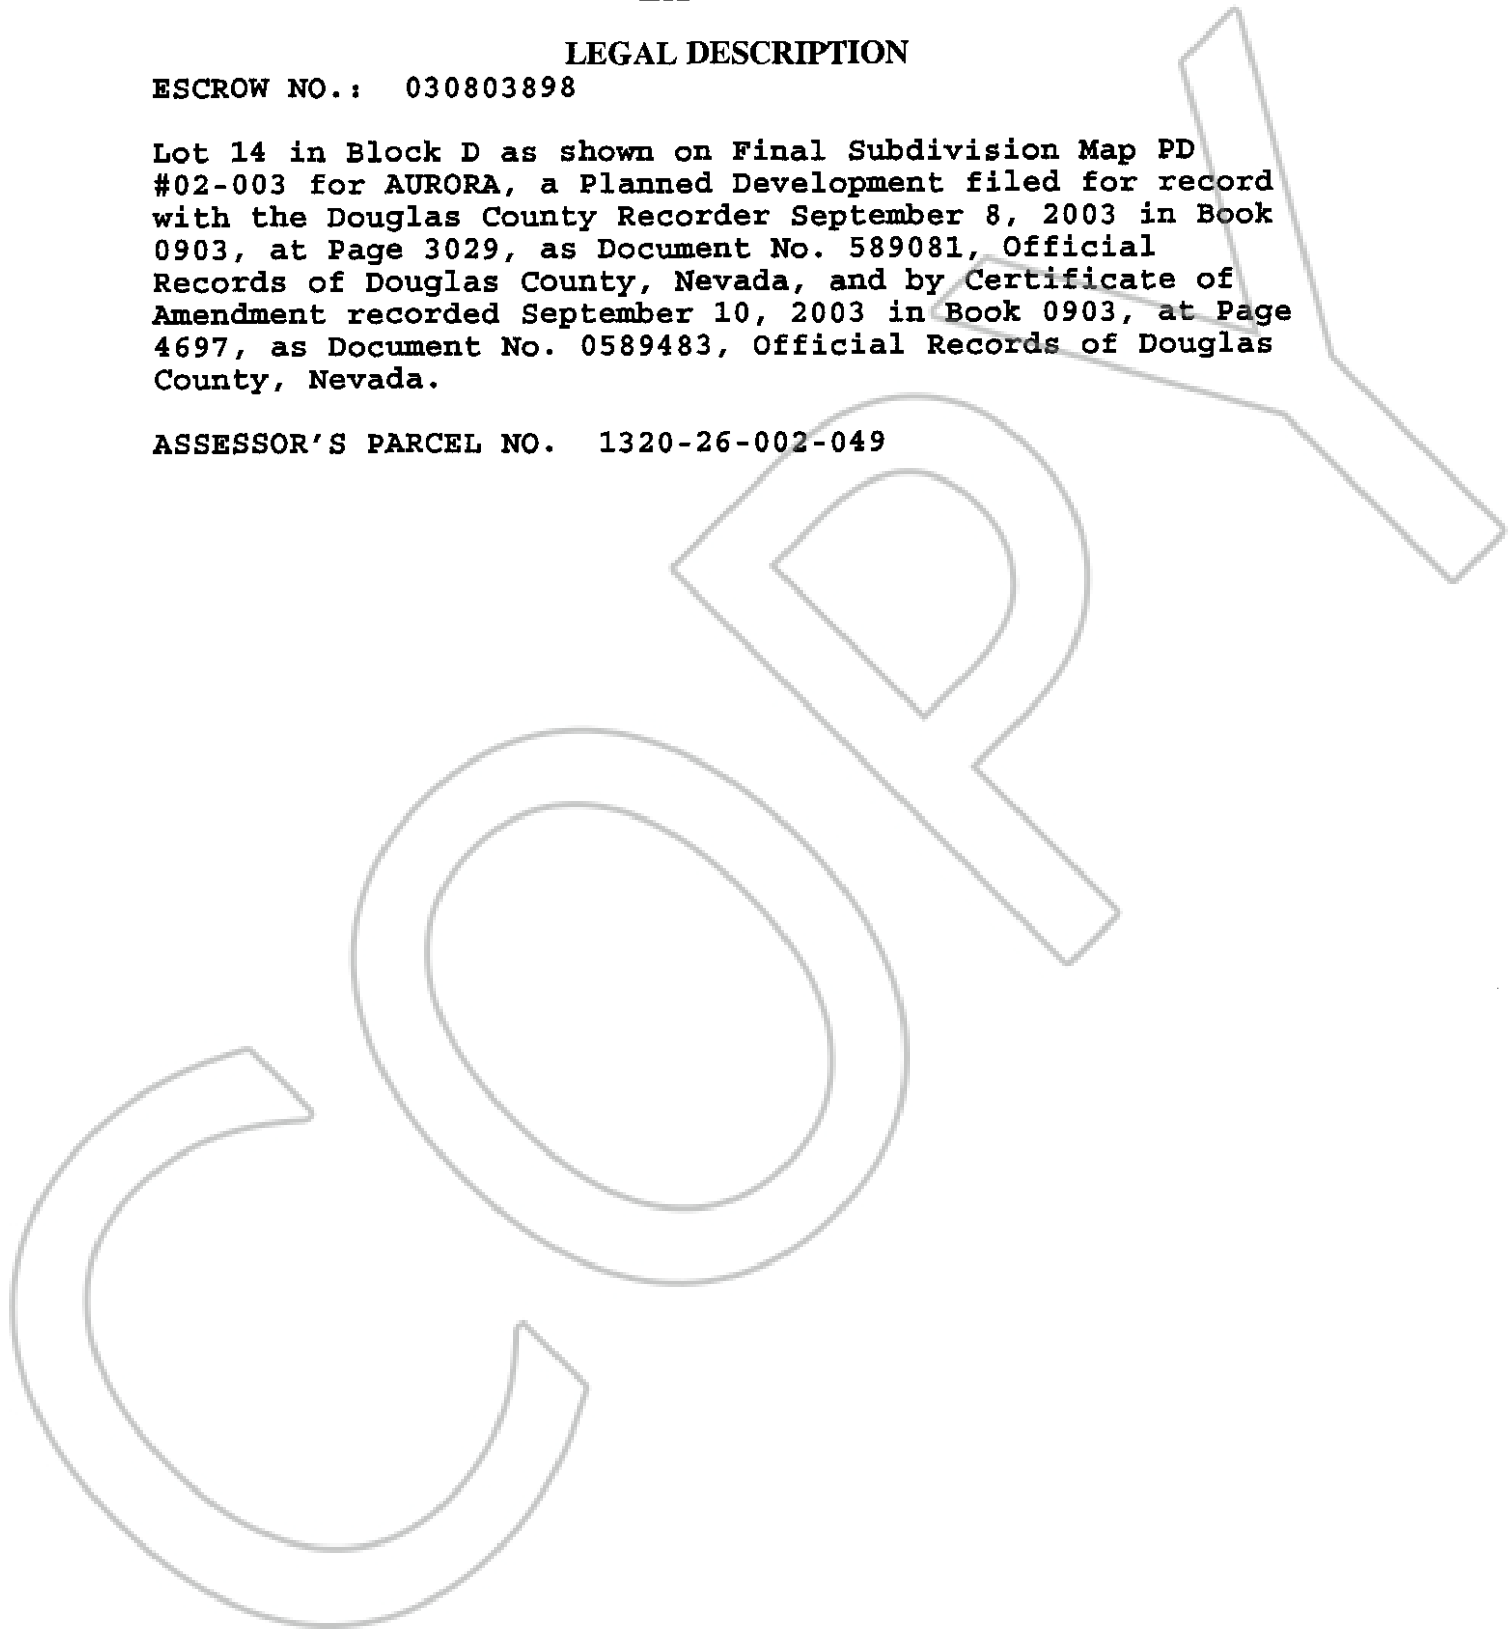 LEGAL DESCRIPTION
ESCROW NO.: 030803898
Lot 14 in Block D as shown on Final Subdivision Map PD
#02-003 for AURORA, a Planned Development filed for record
with the Douglas County Recorder September 8, 2003 in Book
0903, at Page 3029, as Document No. 589081, Official
Records of Douglas County, Nevada, and by Certificate of
Amendment recorded September 10, 2003 in Book 0903, at Page
4697, as Document No. 0589483, Official Records of Douglas
County, Nevada.
ASSESSOR'S PARCEL NO. 1320-26-002-049
COPY